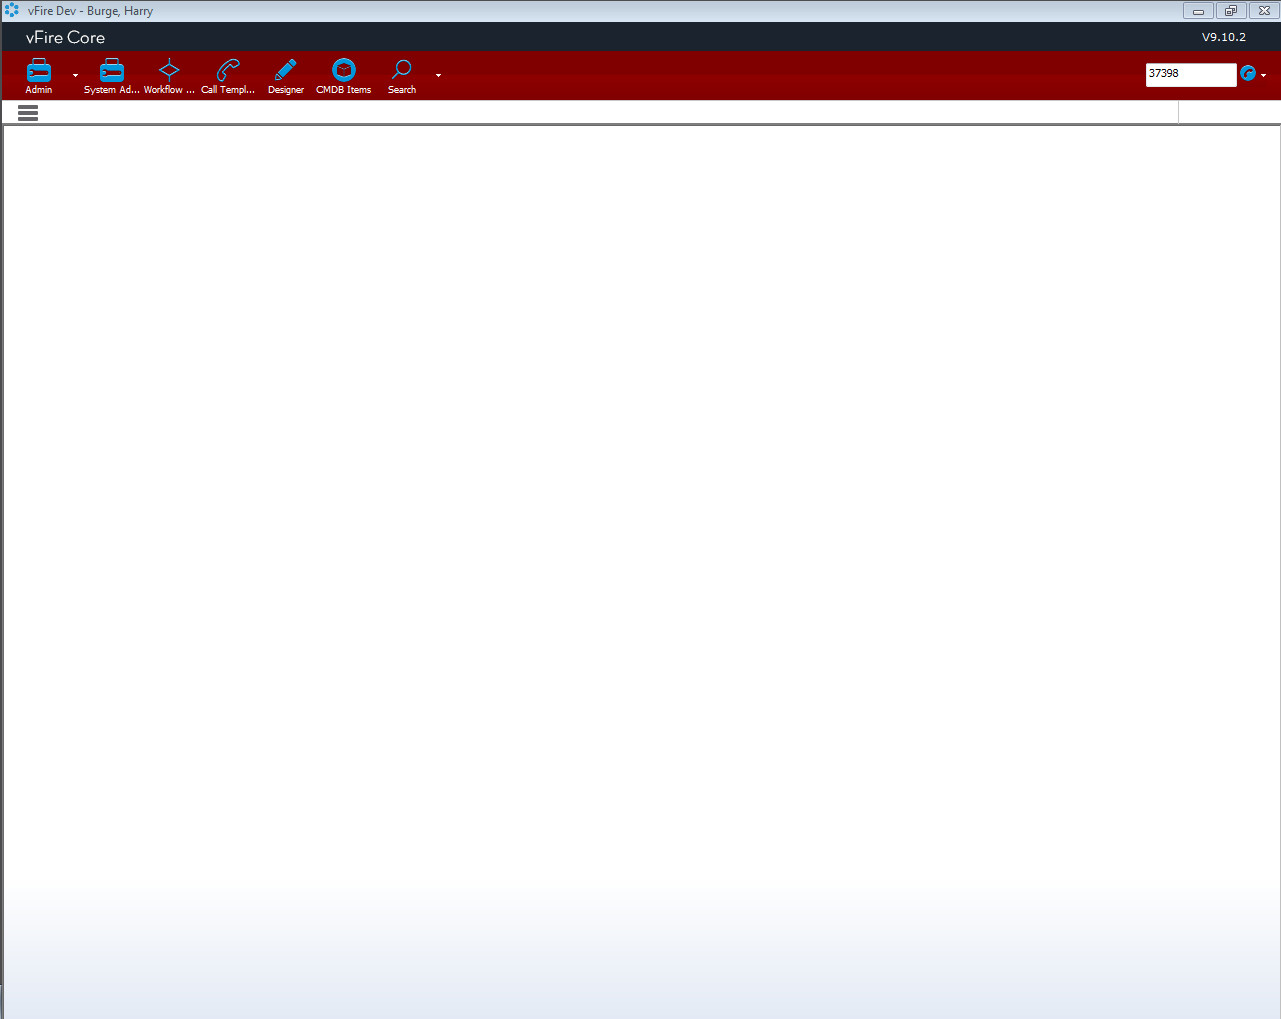 vFire Dev - Burge, Harry
vFire Core
V9.10.2
Admin
System Ad...
Workflow ...
Call Templ...
Designer
CMDB Items
Search
37398